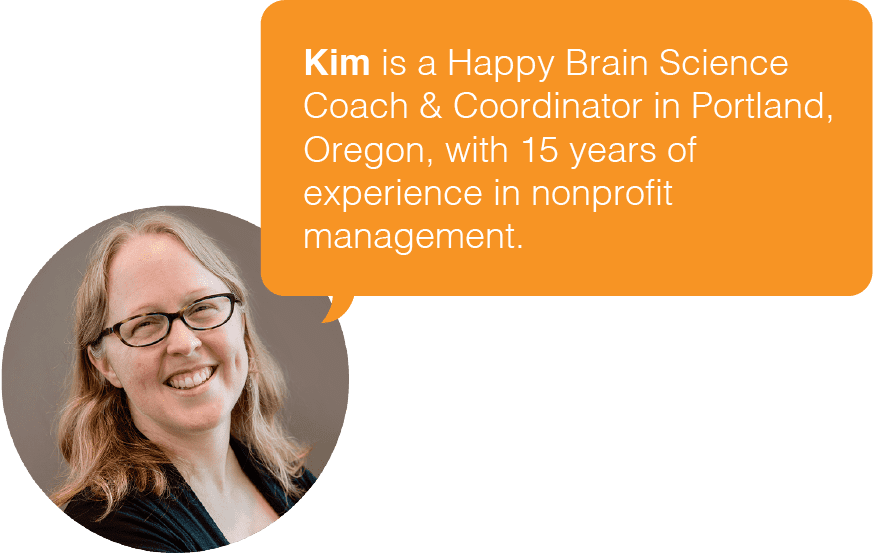 Kim is a Happy Brain Science
Coach & Coordinator in Portland,
Oregon, with 15 years of
experience in nonprofit
management.